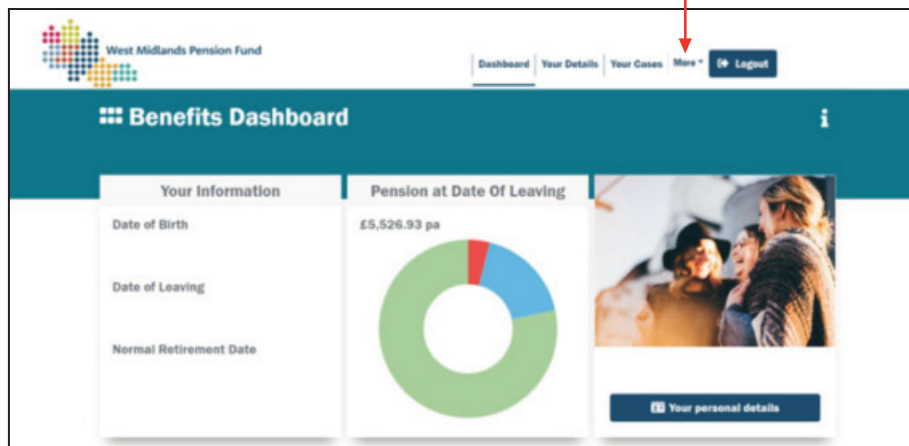 West Midlands Pension Fund
Dashboard Your Details Your Cases More Logout
Benefits Dashboard
i
Your Information Pension at Date Of Leaving
Date of Birth £5,526.93 pa
Date of Leaving
Normal Retirement Date
Your personal details